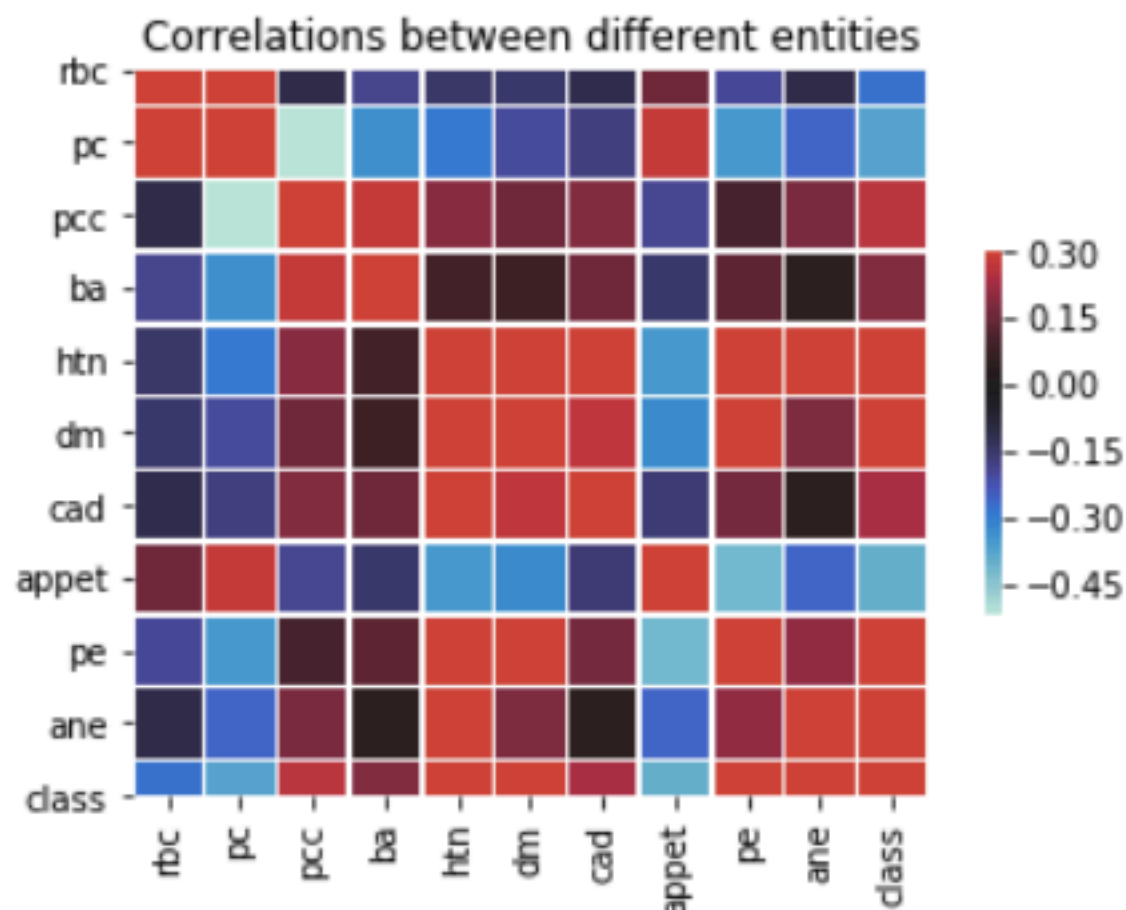 Correlations between different entities
rbc
pc
pcc
ba
htn
dm
cad
appet
pe
ane
class
0.30
0.15
0.00
−0.15
−0.30
−0.45
rbc
pc
pcc
ba
htn
dm
cad
appet
pe
ane
class